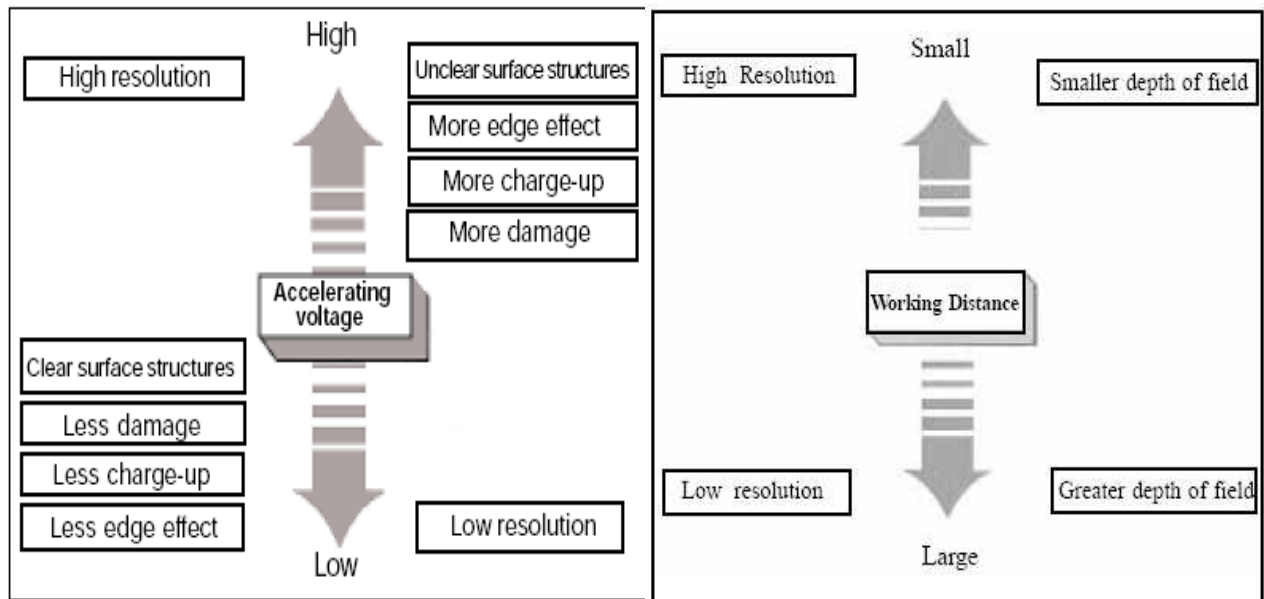 High
High resolution
Unclear surface structures
More edge effect
More charge-up
More damage
Accelerating
voltage
Clear surface structures
Less damage
Less charge-up
Less edge effect
Low resolution
Low
Small
High Resolution
Smaller depth of field
Working Distance
Low resolution
Greater depth of field
Large